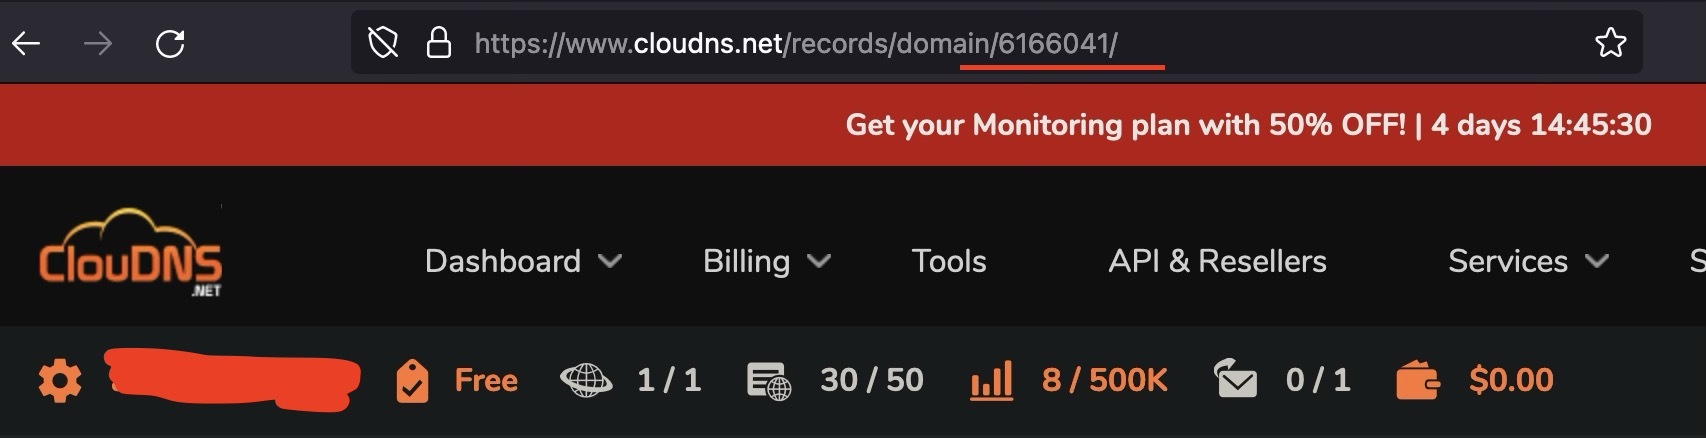 https://www.cloudns.net/records/domain/6166041/
Get your Monitoring plan with 50% OFF! | 4 days 14:45:30
ClouDNS
.NET
Dashboard Billing Tools API & Resellers Services S
Free 1 / 1 30 / 50 8 / 500K 0 / 1 $0.00